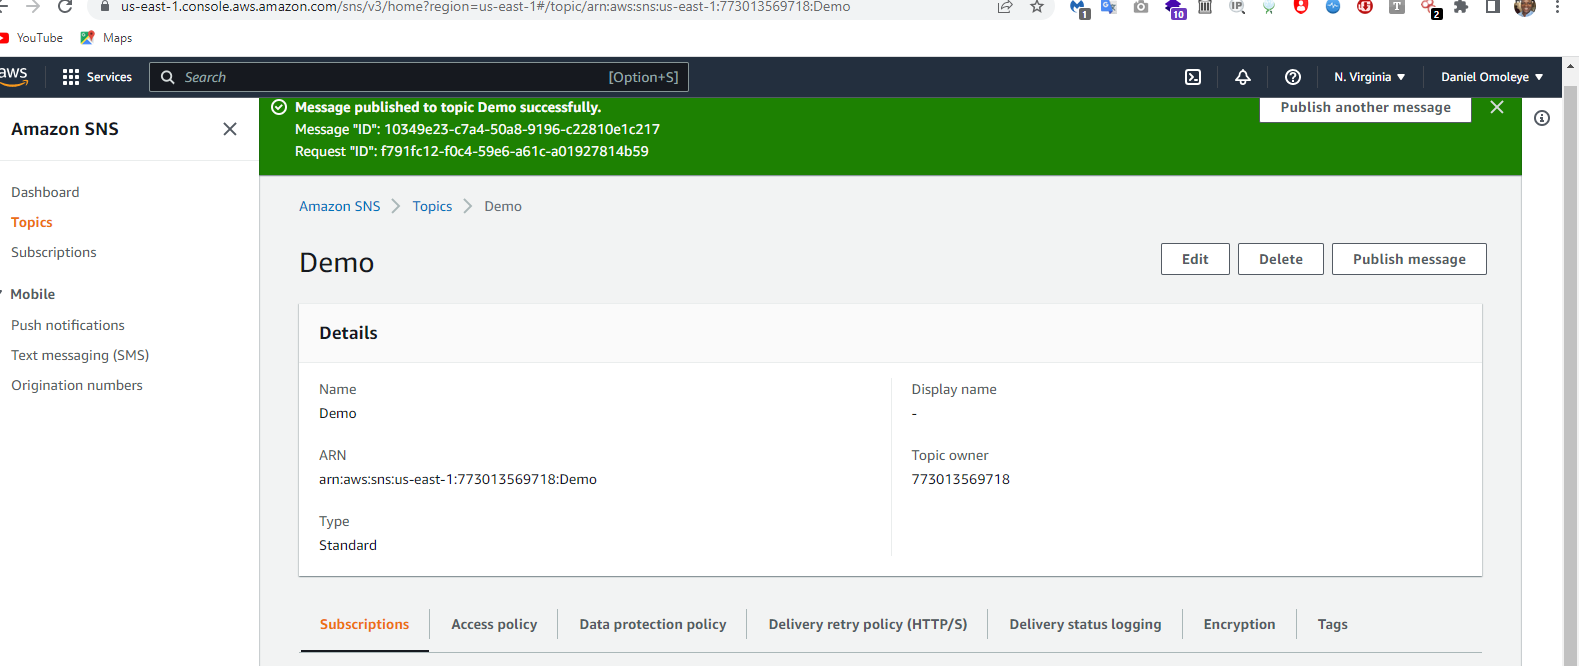 us-east-1.console.aws.amazon.com/sns/v3/home?region=us-east-1#/topic/arn:aws:sns:us-east-1:773013569718:Demo
1
10
IP
T
2
YouTube
Maps
aws
Services
Search
[Option+S]
N. Virginia
Daniel Omoleye
Amazon SNS
Dashboard
Topics
Subscriptions
Mobile
Push notifications
Text messaging (SMS)
Origination numbers
Message published to topic Demo successfully.
Message "ID": 10349e23-c7a4-50a8-9196-c22810e1c217
Request "ID": f791fc12-f0c4-59e6-a61c-a01927814b59
Publish another message
Amazon SNS
Topics
Demo
Demo
Edit
Delete
Publish message
Details
Name
Demo
ARN
arn:aws:sns:us-east-1:773013569718:Demo
Type
Standard
Display name
-
Topic owner
773013569718
Subscriptions
Access policy
Data protection policy
Delivery retry policy (HTTP/S)
Delivery status logging
Encryption
Tags